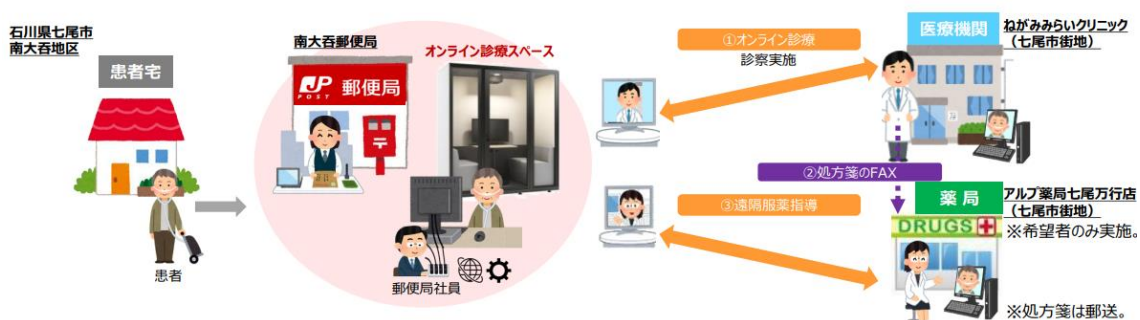 石川県七尾市
南大呑地区
患者宅
患者
南大呑郵便局
オンライン診療スペース
JP
POST
郵便局
〒
郵便局社員
①オンライン診療
診察実施
②処方箋のFAX
③遠隔服薬指導
医療機関
ねがみみらいクリニック
(七尾市街地)
薬局
アルプ薬局七尾万行店
(七尾市街地)
DRUGS
※希望者のみ実施。
※処方箋は郵送。